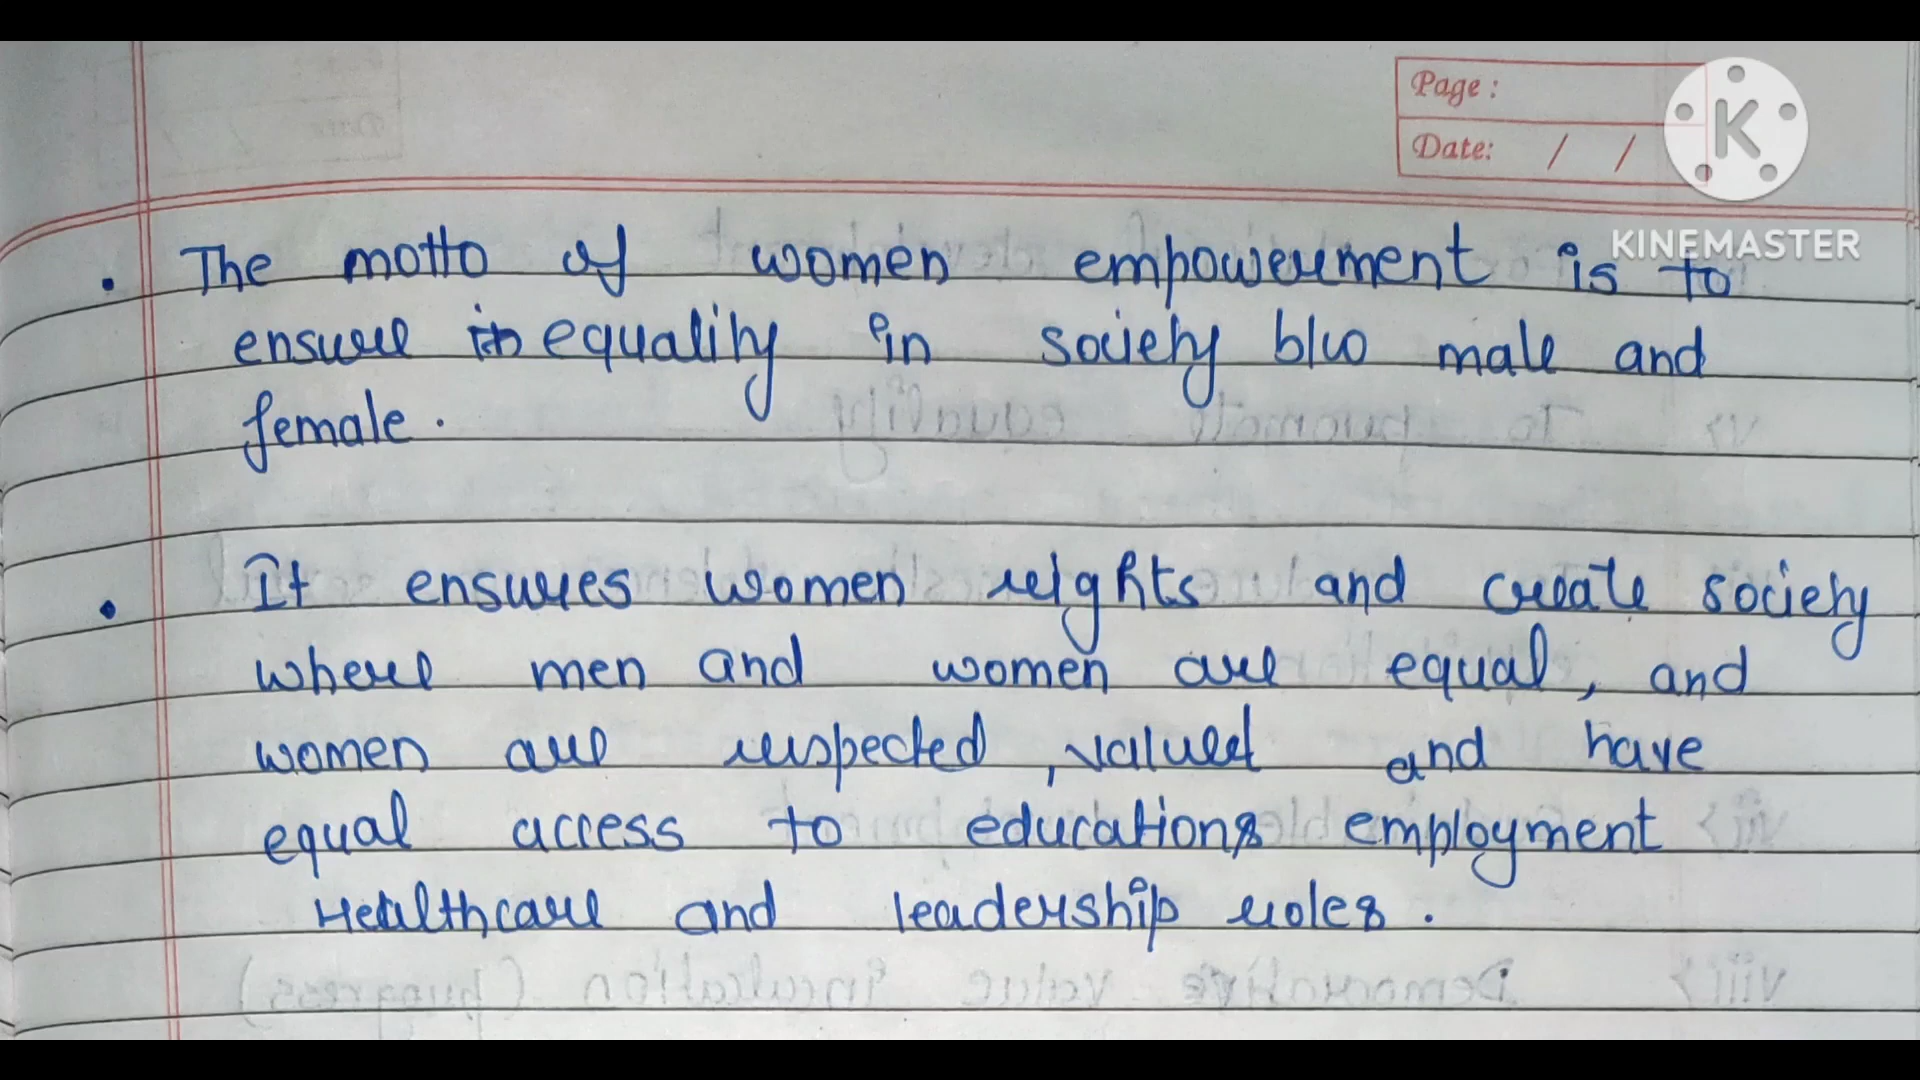 Page :
Date: / /
K
KINEMASTER
• The motto of women empowerment is to
ensure in equality in society b/w male and
female.
• It ensures women rights and create society
where men and women are equal, and
women are respected, valued and have
equal access to educations employment
Healthcare and leadership roles.